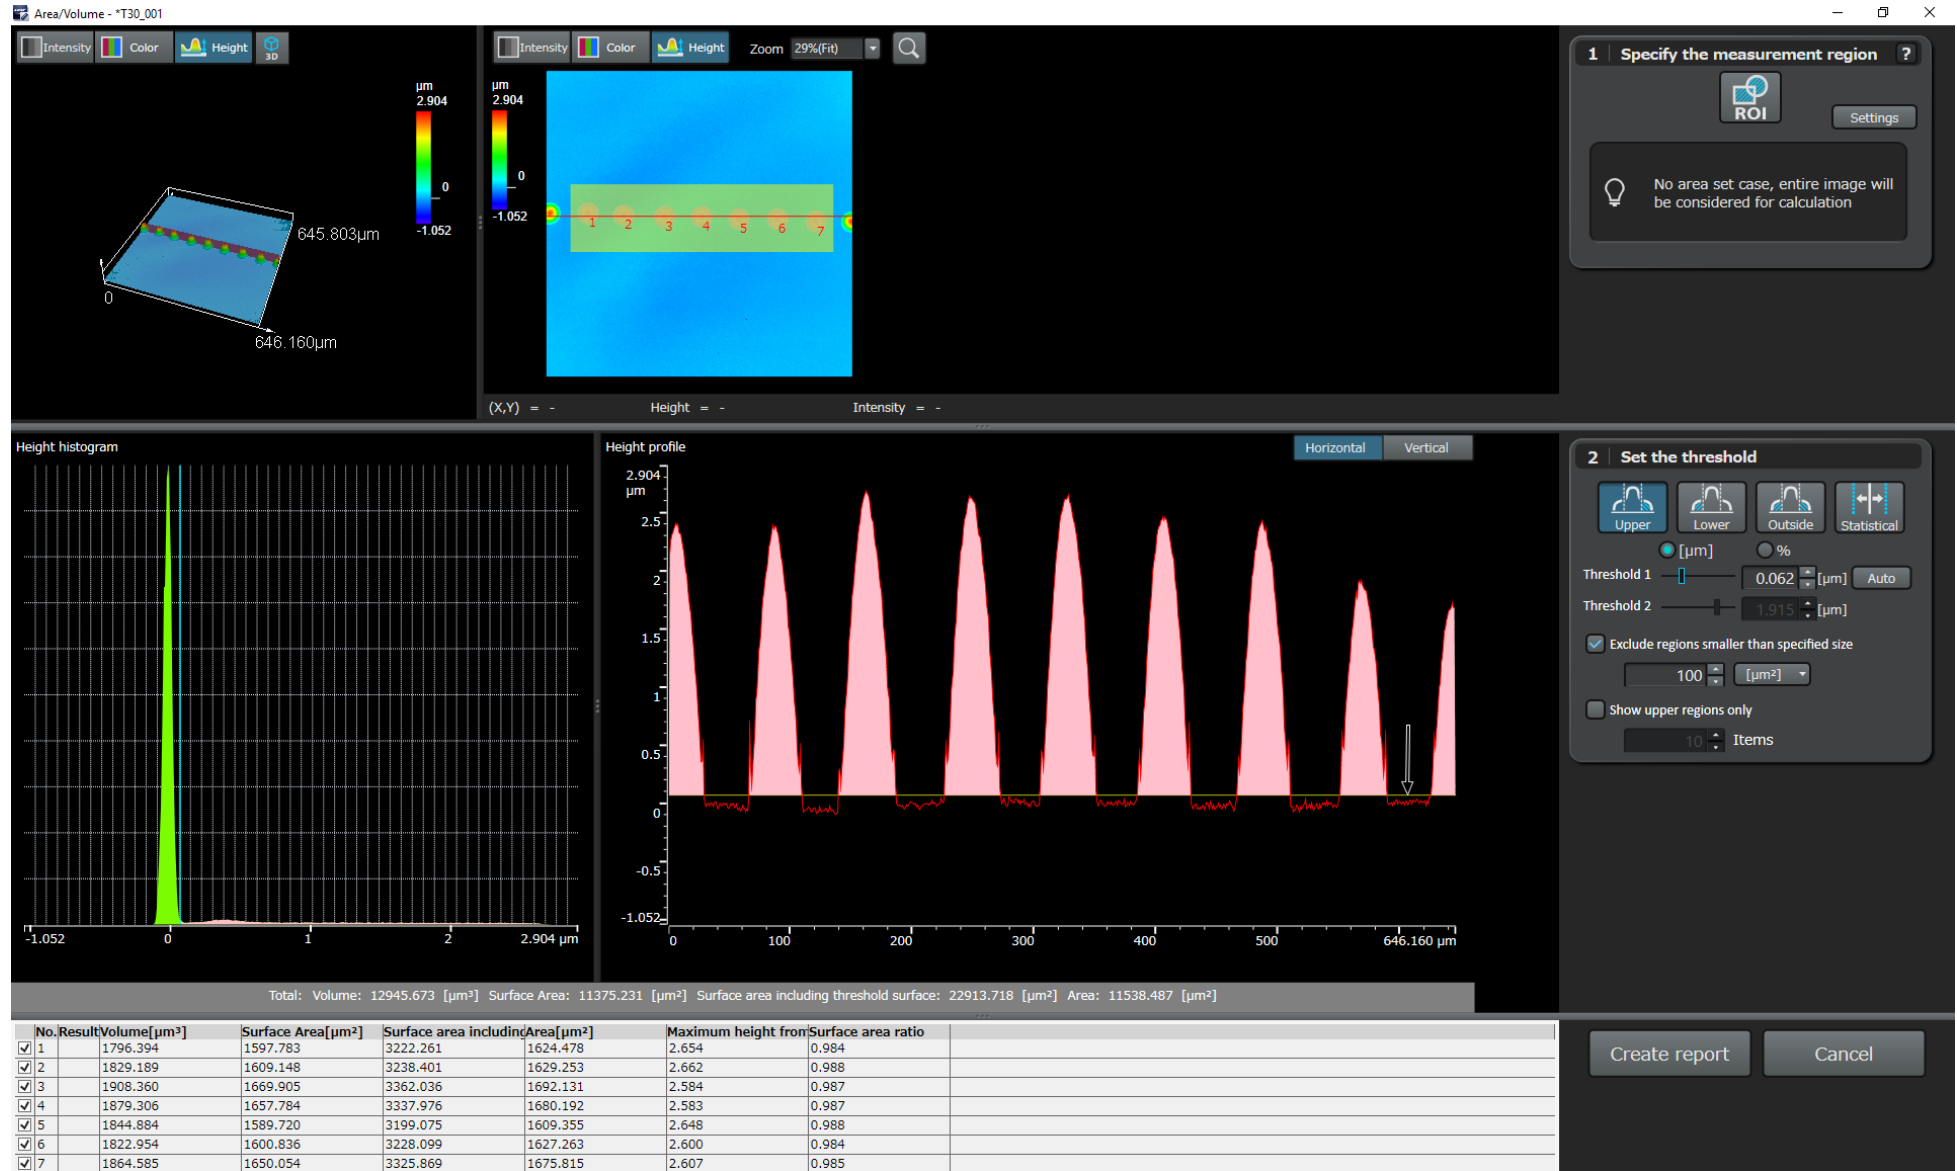 Area/Volume - *T30_001
Intensity Color Height 3D
µm
2.904
0
-1.052
645.803µm
0
646.160µm
Intensity Color Height Zoom 29%(Fit)
µm
2.904
0
-1.052
1 2 3 4 5 6 7
(X,Y) = - Height = - Intensity = -
1 Specify the measurement region ?
ROI
Settings
No area set case, entire image will
be considered for calculation
Height histogram
-1.052 0 1 2 2.904 µm
Height profile
Horizontal Vertical
2.904
µm
2.5
2
1.5
1
0.5
0
-0.5
-1.052
0 100 200 300 400 500 646.160 µm
2 Set the threshold
Upper Lower Outside Statistical
[µm] %
Threshold 1 0.062 [µm] Auto
Threshold 2 1.915 [µm]
Exclude regions smaller than specified size
100 [µm²]
Show upper regions only
10 Items
Total: Volume: 12945.673 [µm³] Surface Area: 11375.231 [µm²] Surface area including threshold surface: 22913.718 [µm²] Area: 11538.487 [µm²]
No. Result Volume[µm³] Surface Area[µm²] Surface area including Area[µm²] Maximum height from Surface area ratio
1 1796.394 1597.783 3222.261 1624.478 2.654 0.984
2 1829.189 1609.148 3238.401 1629.253 2.662 0.988
3 1908.360 1669.905 3362.036 1692.131 2.584 0.987
4 1879.306 1657.784 3337.976 1680.192 2.583 0.987
5 1844.884 1589.720 3199.075 1609.355 2.648 0.988
6 1822.954 1600.836 3228.099 1627.263 2.600 0.984
7 1864.585 1650.054 3325.869 1675.815 2.607 0.985
Create report Cancel